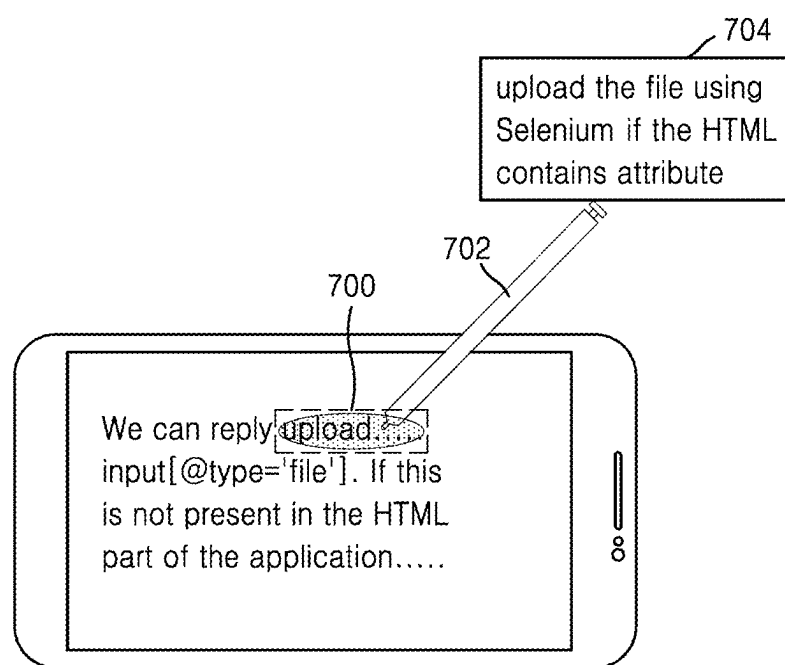 704
upload the file using
Selenium if the HTML
contains attribute
702
700
We can reply upload.....
input[@type='file']. If this
is not present in the HTML
part of the application.....